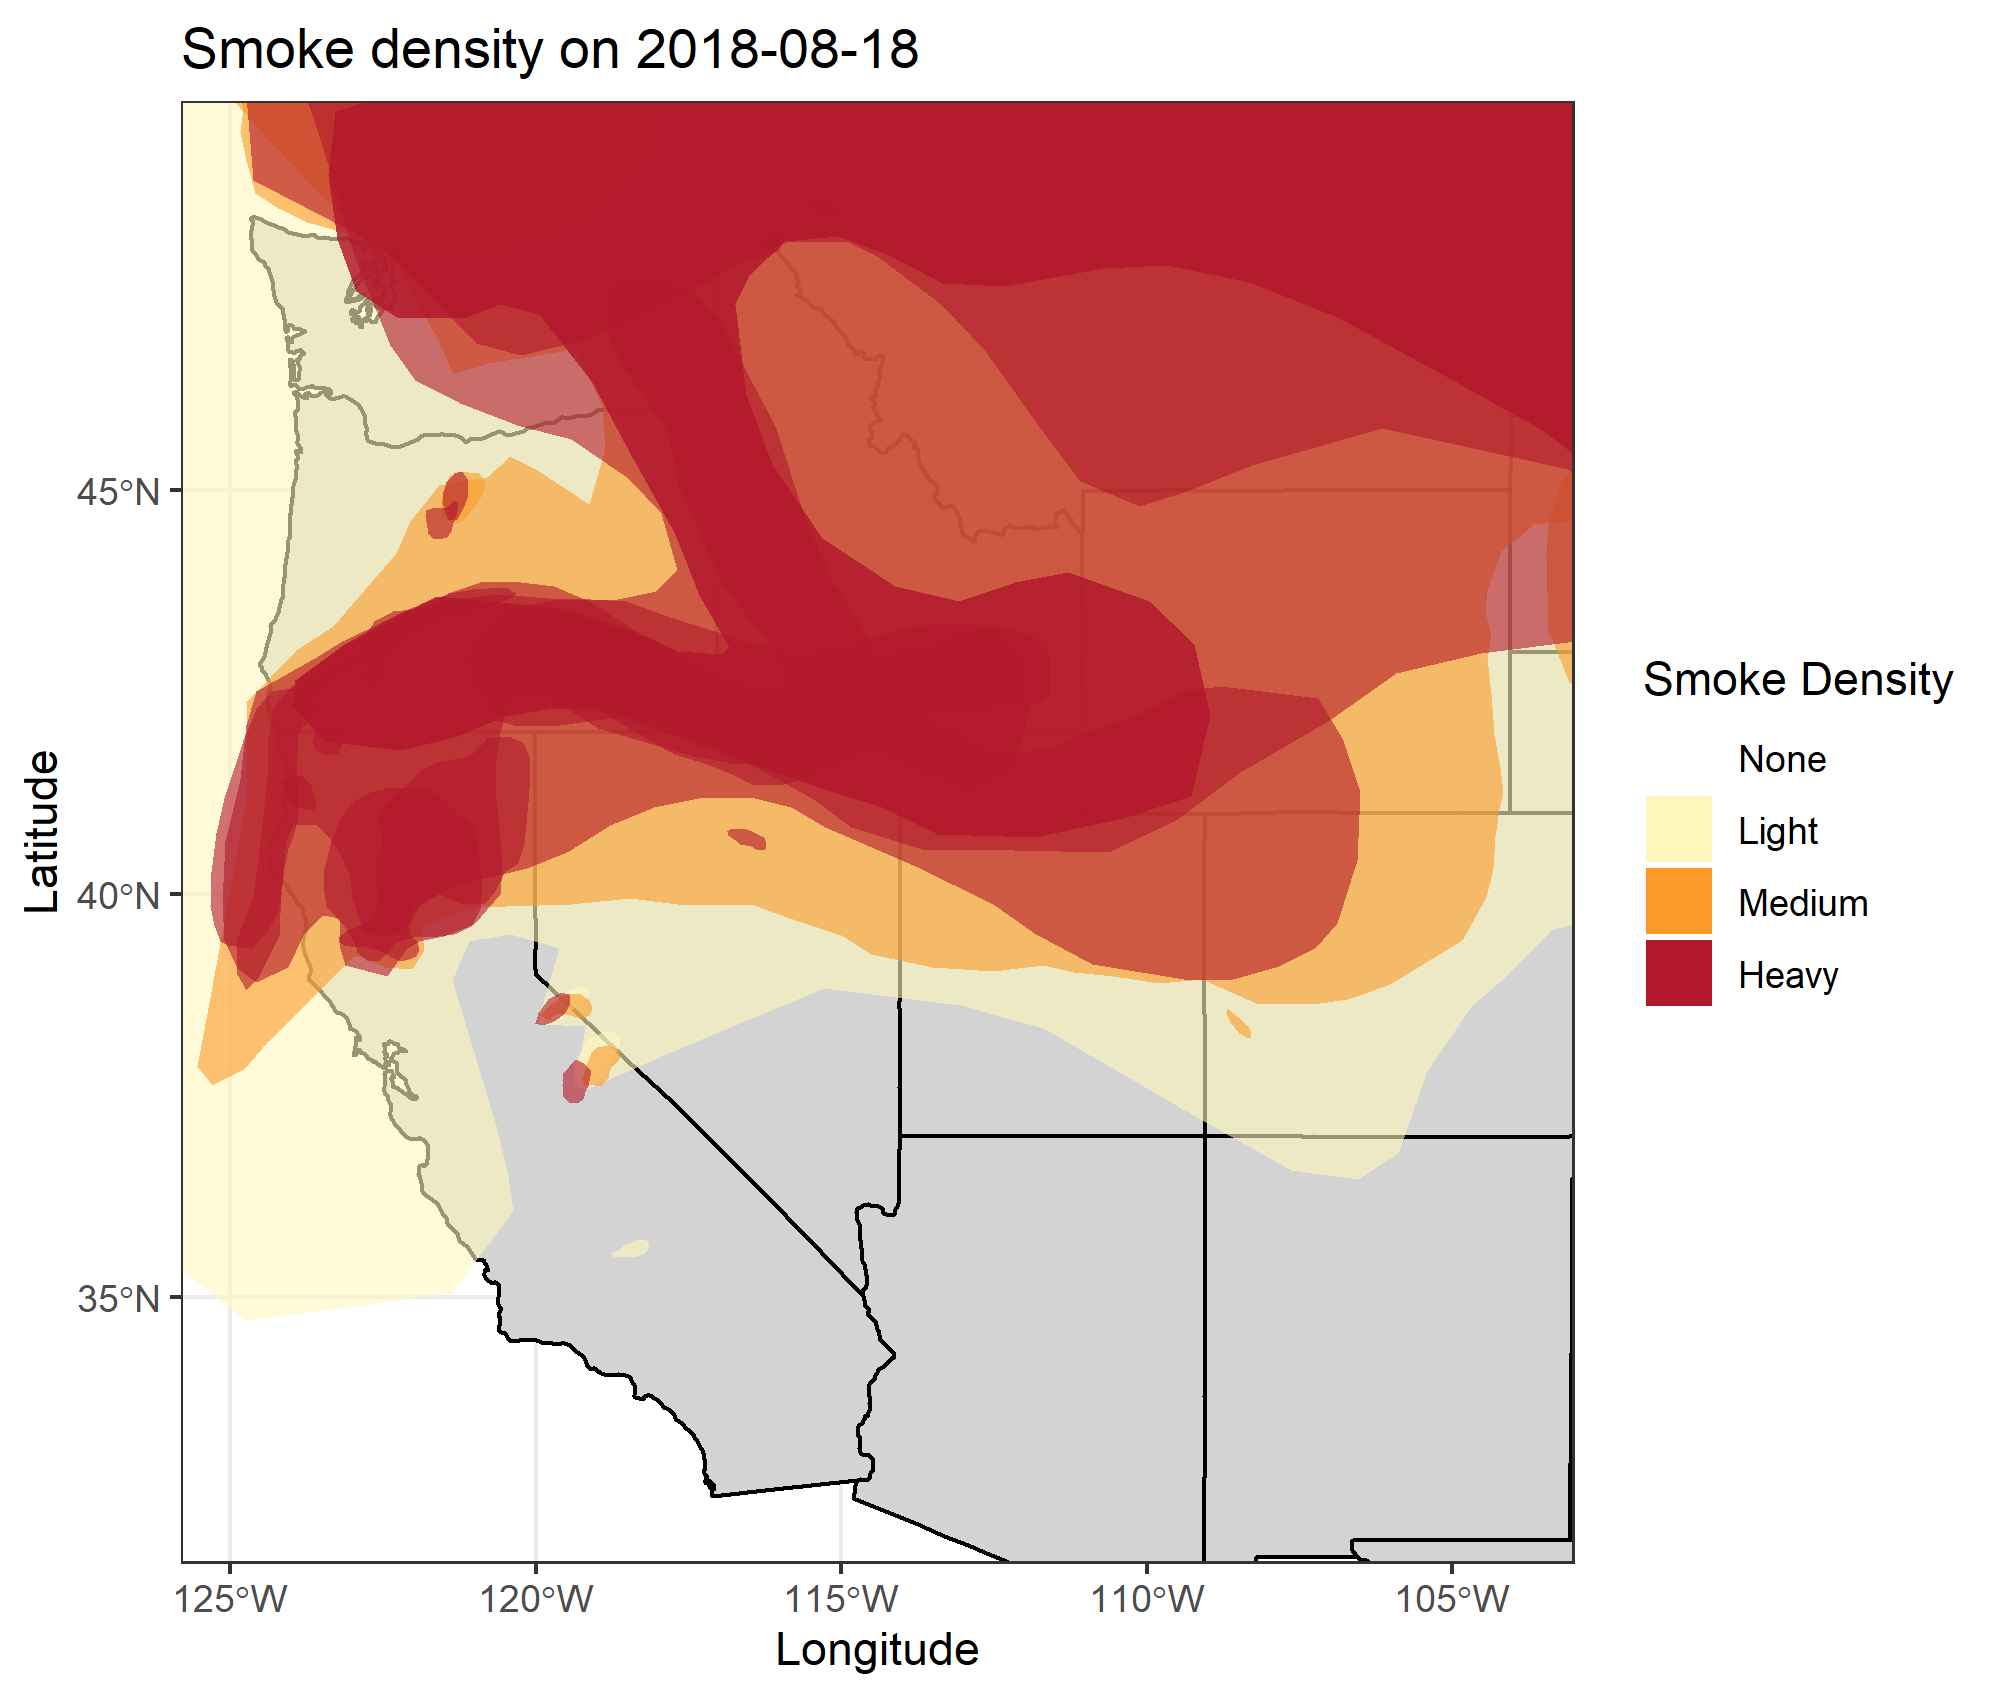 Smoke density on 2018-08-18
45°N
40°N
35°N
Latitude
125°W
120°W
115°W
110°W
105°W
Longitude
Smoke Density
None
Light
Medium
Heavy